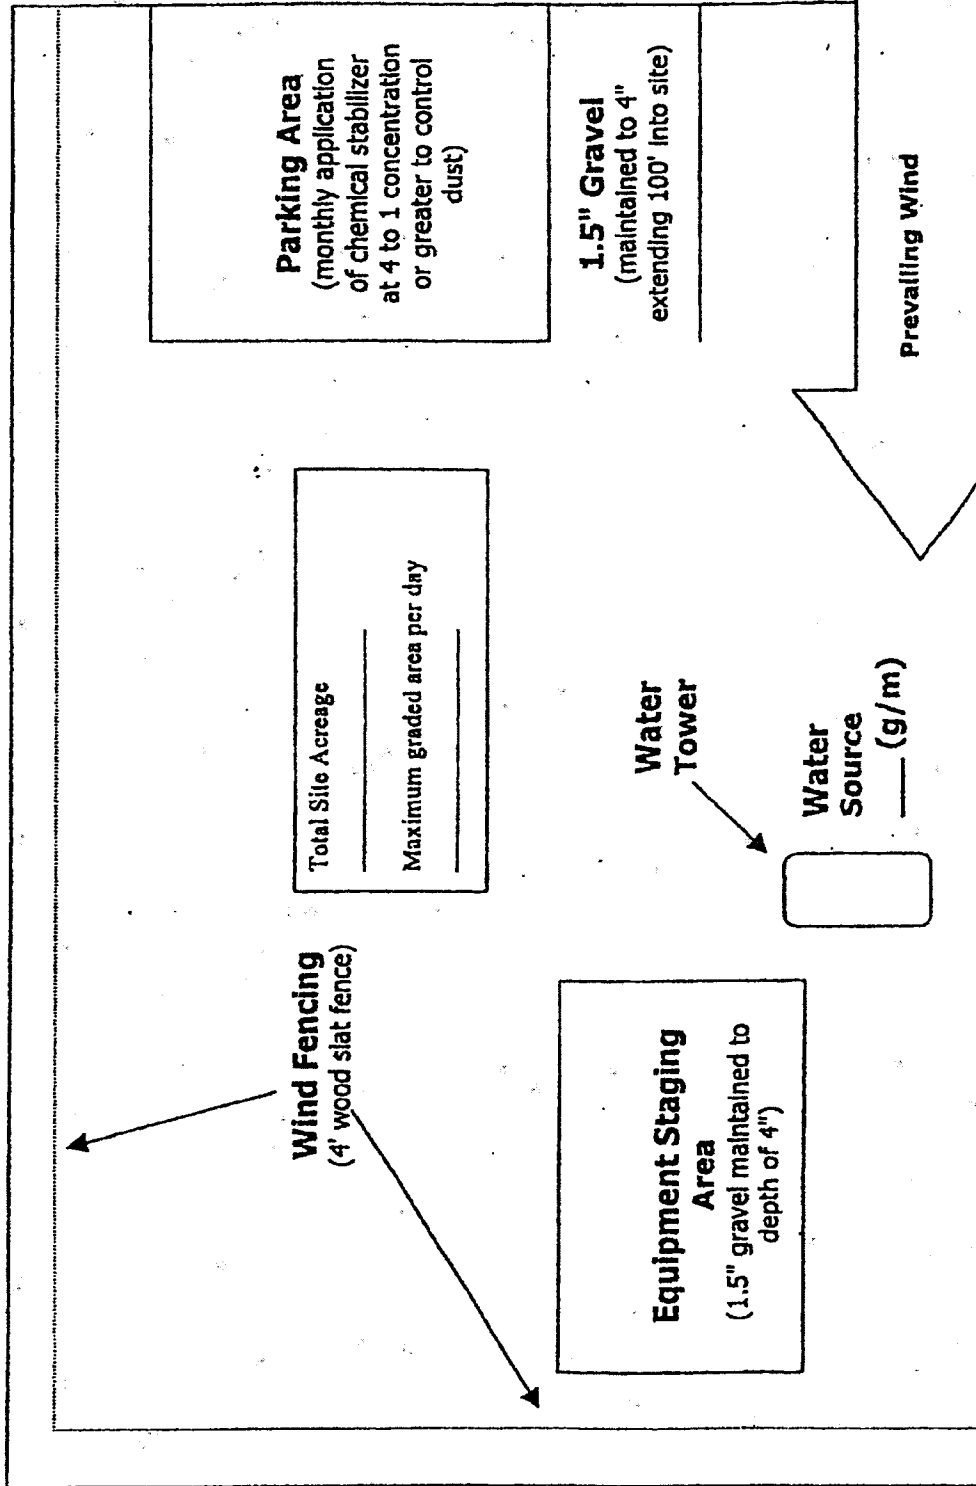 Wind Fencing
(4' wood slat fence)
Total Site Acreage
Maximum graded area per day
Parking Area
(monthly application
of chemical stabilizer
at 4 to 1 concentration
or greater to control
dust)
1.5" Gravel
(maintained to 4"
extending 100' into site)
Equipment Staging
Area
(1.5" gravel maintained to
depth of 4")
Water
Tower
Water
Source
____ (g/m)
Prevailing Wind